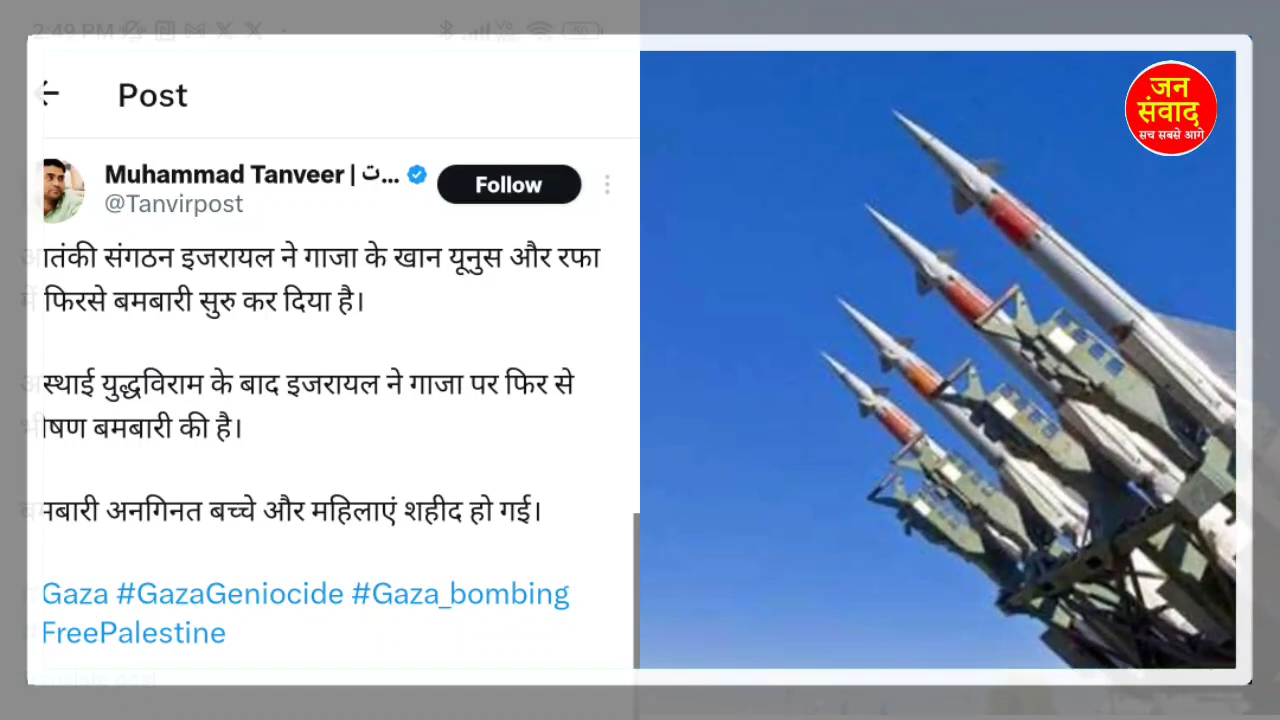 2:49 PM
Post
Muhammad Tanveer | ت...
Follow
@Tanvirpost
आतंकी संगठन इजरायल ने गाजा के खान यूनुस और रफा
में फिरसे बमबारी सुरु कर दिया है।
अस्थाई युद्धविराम के बाद इजरायल ने गाजा पर फिर से
भीषण बमबारी की है।
बमबारी अनगिनत बच्चे और महिलाएं शहीद हो गई।
#Gaza #GazaGeniocide #Gaza_bombing
#FreePalestine
जन
संवाद
सच सबसे आगे